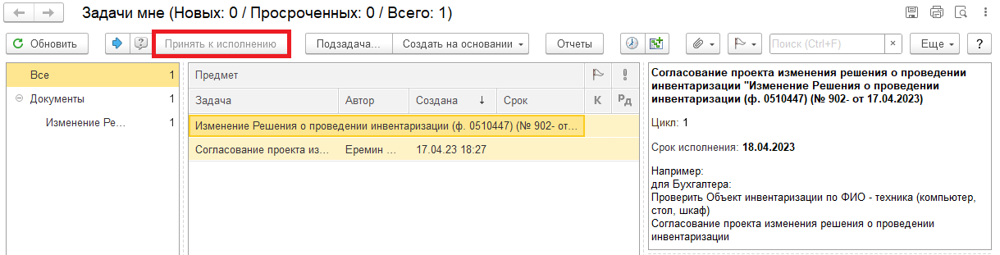 Задачи мне (Новых: 0 / Просроченных: 0 / Всего: 1)
Обновить
Принять к исполнению
Подзадача...
Создать на основании
Отчеты
Поиск (Ctrl+F)
×
Еще
?
Все 1
Документы 1
Изменение Ре... 1
Предмет
Задача Автор Создана ↓ Срок К Рд
Изменение Решения о проведении инвентаризации (ф. 0510447) (№ 902- от...
Согласование проекта из... Еремин ... 17.04.23 18:27
Согласование проекта изменения решения о проведении
инвентаризации "Изменение Решения о проведении
инвентаризации (ф. 0510447) (№ 902- от 17.04.2023)
Цикл: 1
Срок исполнения: 18.04.2023
Например:
для Бухгалтера:
Проверить Объект инвентаризации по ФИО - техника (компьютер,
стол, шкаф)
Согласование проекта изменения решения о проведении
инвентаризации